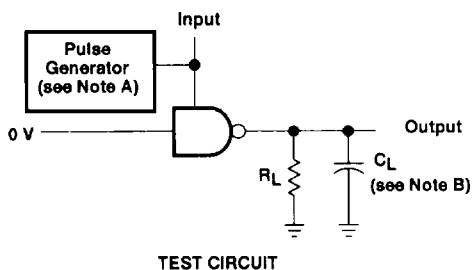 Input
Pulse
Generator
(see Note A)
0 V
Output
RL
CL
(see Note B)
TEST CIRCUIT